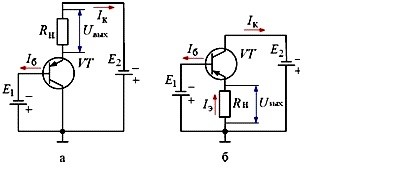 Iк
Rн
Uвых
Iб
VT
E1
−
+
E2
−
+
а
Iк
Iб
VT
E1
−
+
Iэ
Rн
Uвых
E2
−
+
б